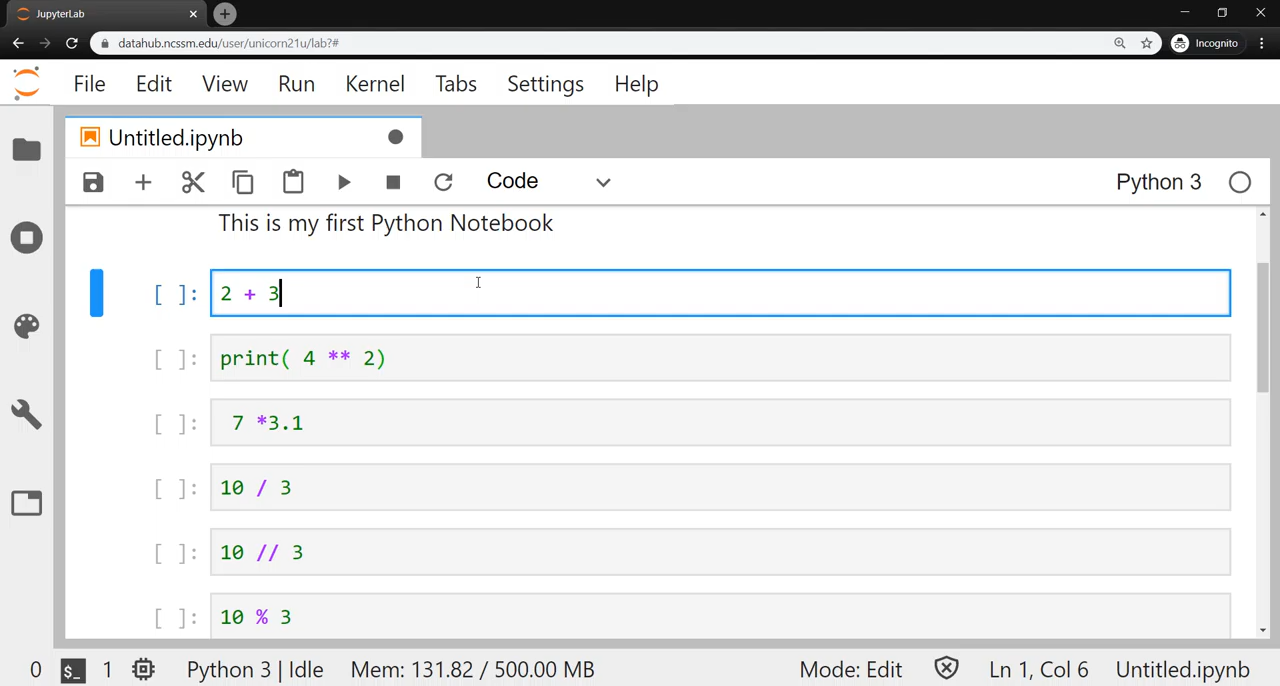 JupyterLab
datahub.ncssm.edu/user/unicorn21u/lab?#
Incognito
File Edit View Run Kernel Tabs Settings Help
Untitled.ipynb
Code
Python 3
This is my first Python Notebook
[ ]: 2 + 3
[ ]: print( 4 ** 2)
[ ]: 7 *3.1
[ ]: 10 / 3
[ ]: 10 // 3
[ ]: 10 % 3
0 $_ 1 Python 3 | Idle Mem: 131.82 / 500.00 MB Mode: Edit Ln 1, Col 6 Untitled.ipynb